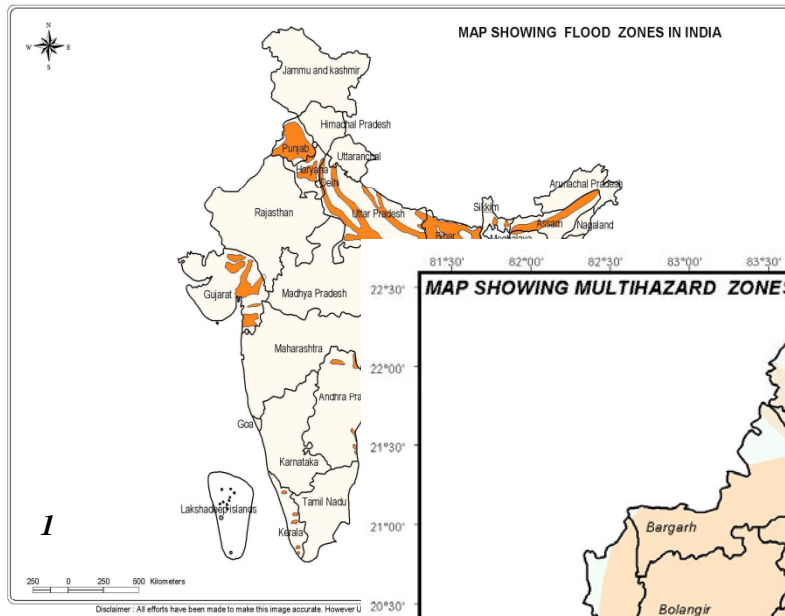 MAP SHOWING FLOOD ZONES IN INDIA
N
W E
S
Jammu and kashmir
Himachal Pradesh
Punjab
Uttaranchal
Haryana
Delhi
Arunachal Pradesh
Sikkim
Rajasthan
Uttar Pradesh
Assam
Nagaland
Bihar
Gujarat
Madhya Pradesh
Maharashtra
Andhra Pra
Goa
Karnataka
Tamil Nadu
Lakshadeep islands
Kerala
1
250 0 250 500 Kilometers
Disclaimer : All efforts have been made to make this image accurate. However U
81°30' 82°00' 82°30' 83°00' 83°3
22°30'
MAP SHOWING MULTIHAZARD ZONES
22°00'
21°30'
21°00'
20°30'
Bargarh
Bolangir